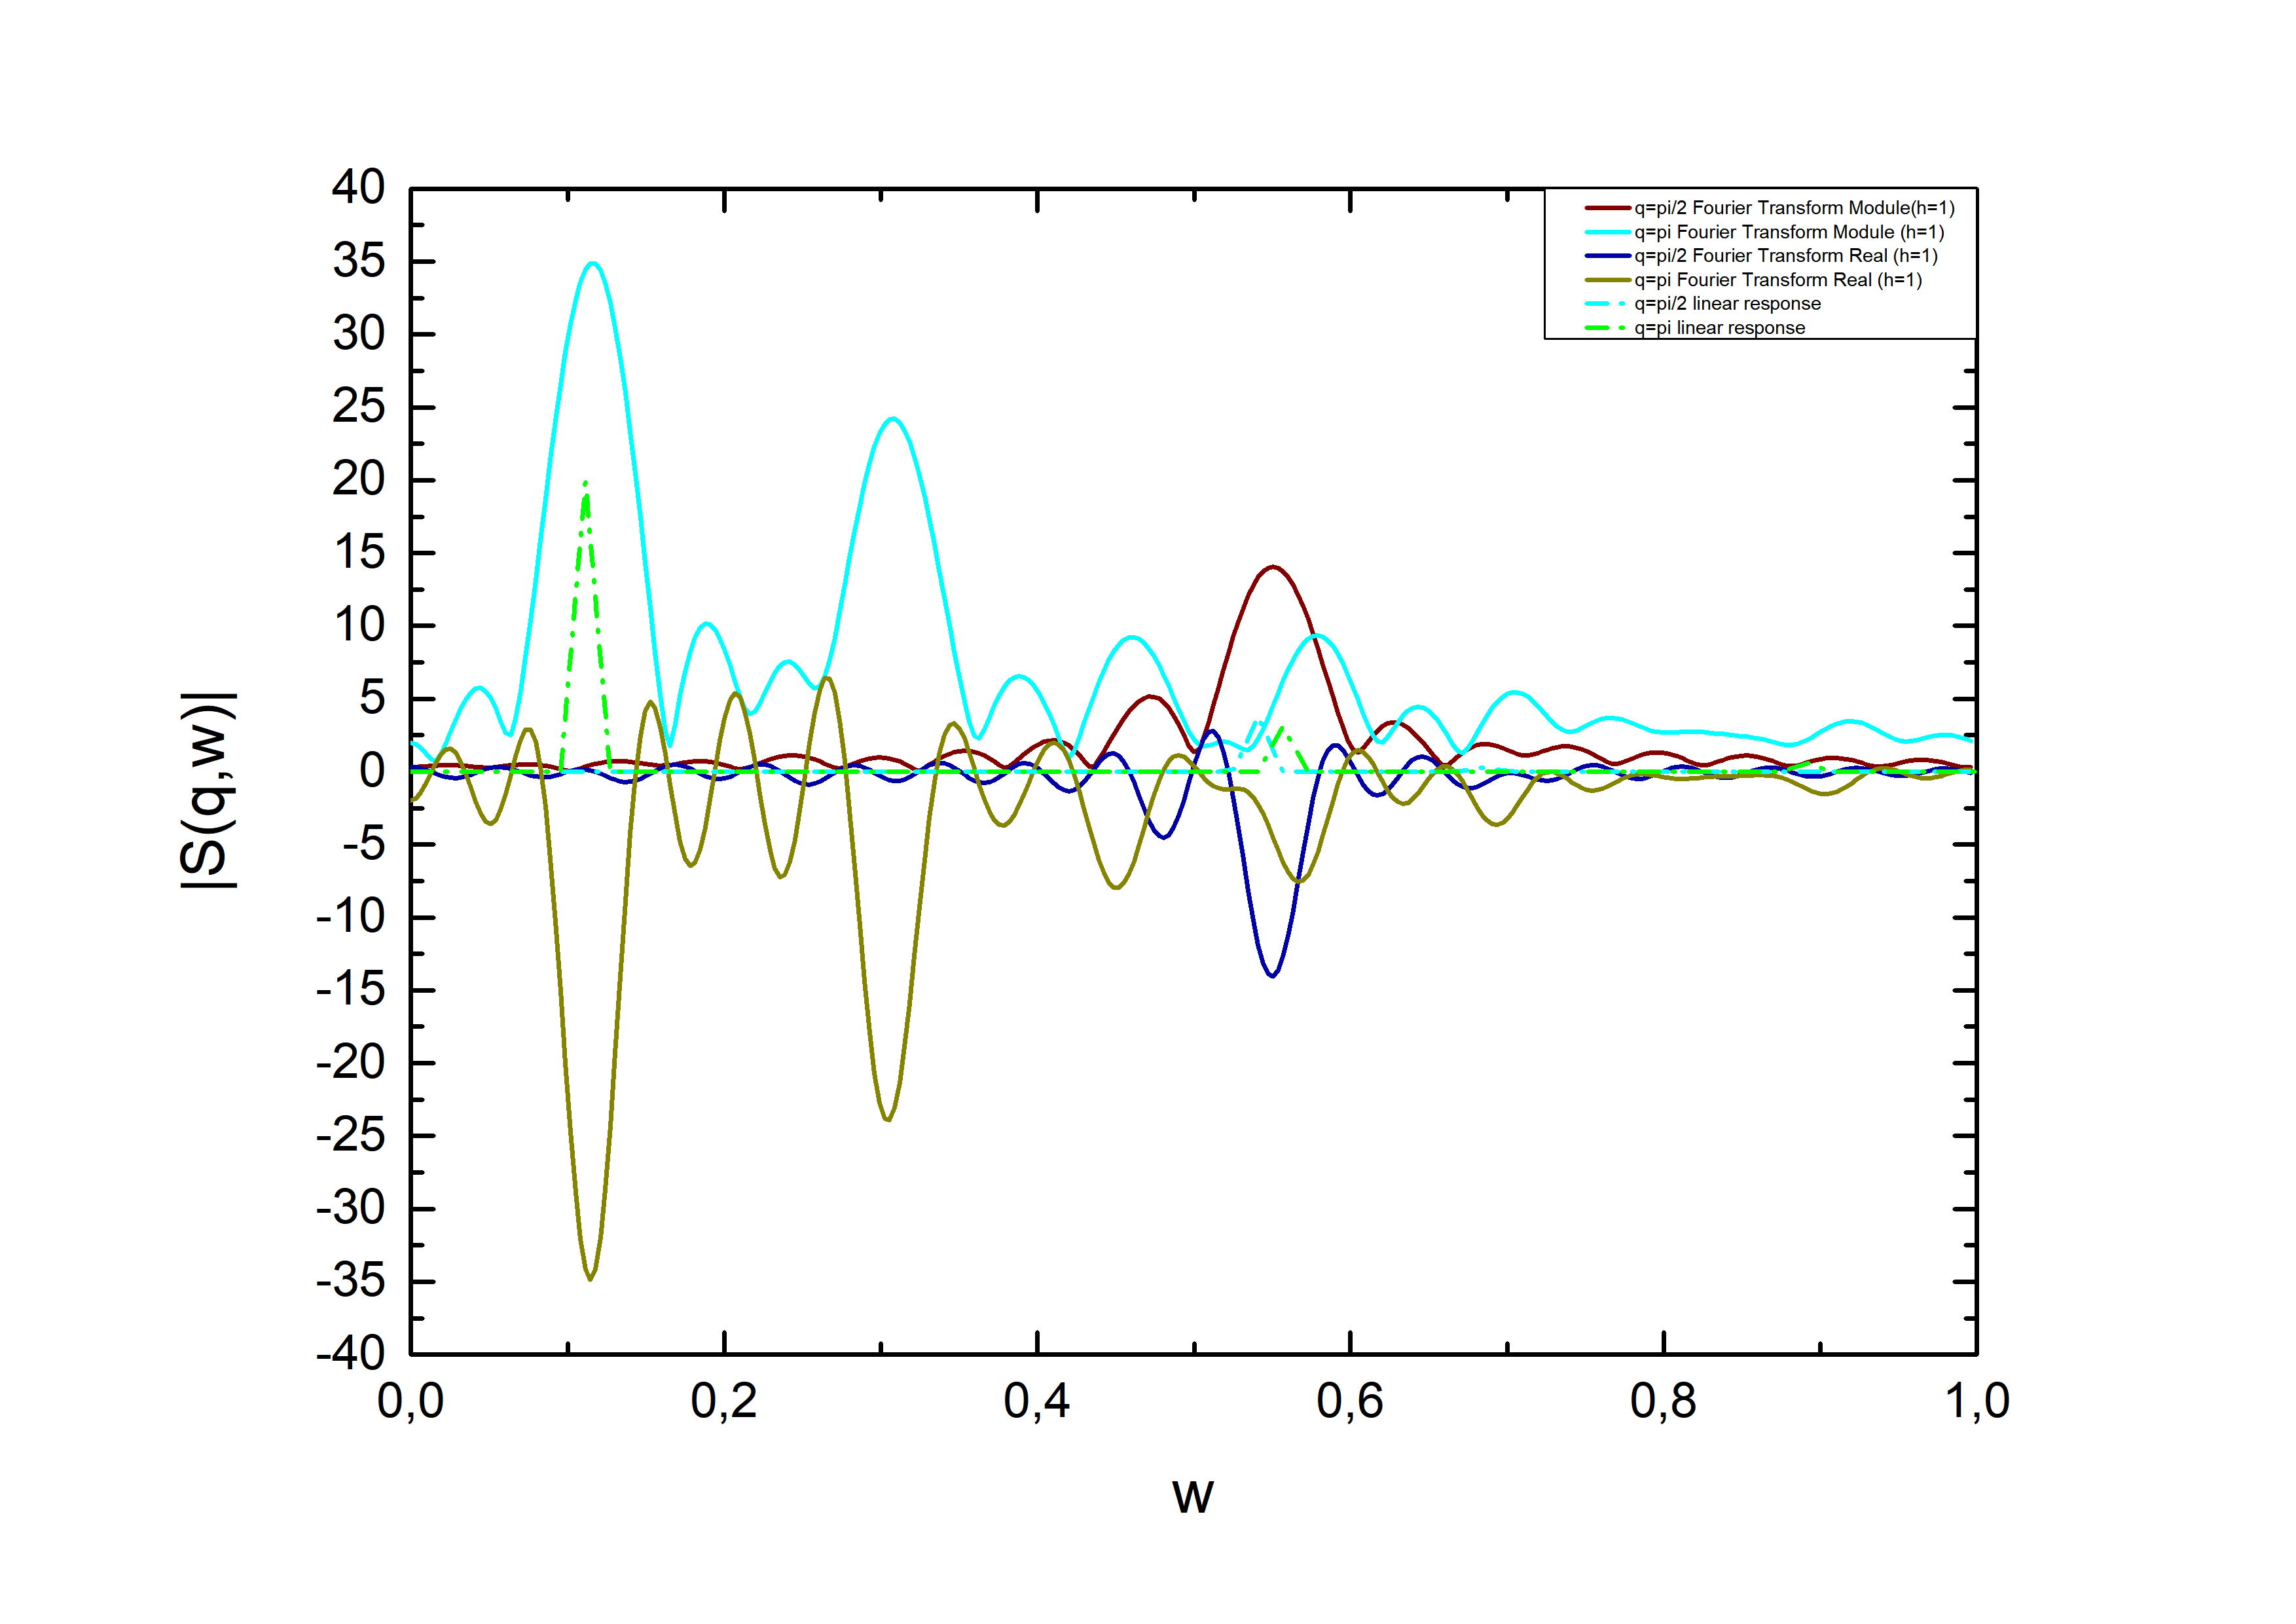 40
35
30
25
20
15
10
5
0
-5
-10
-15
-20
-25
-30
-35
-40
|S(q,w)|
q=pi/2 Fourier Transform Module(h=1)
q=pi Fourier Transform Module (h=1)
q=pi/2 Fourier Transform Real (h=1)
q=pi Fourier Transform Real (h=1)
q=pi/2 linear response
q=pi linear response
0,0 0,2 0,4 0,6 0,8 1,0
w